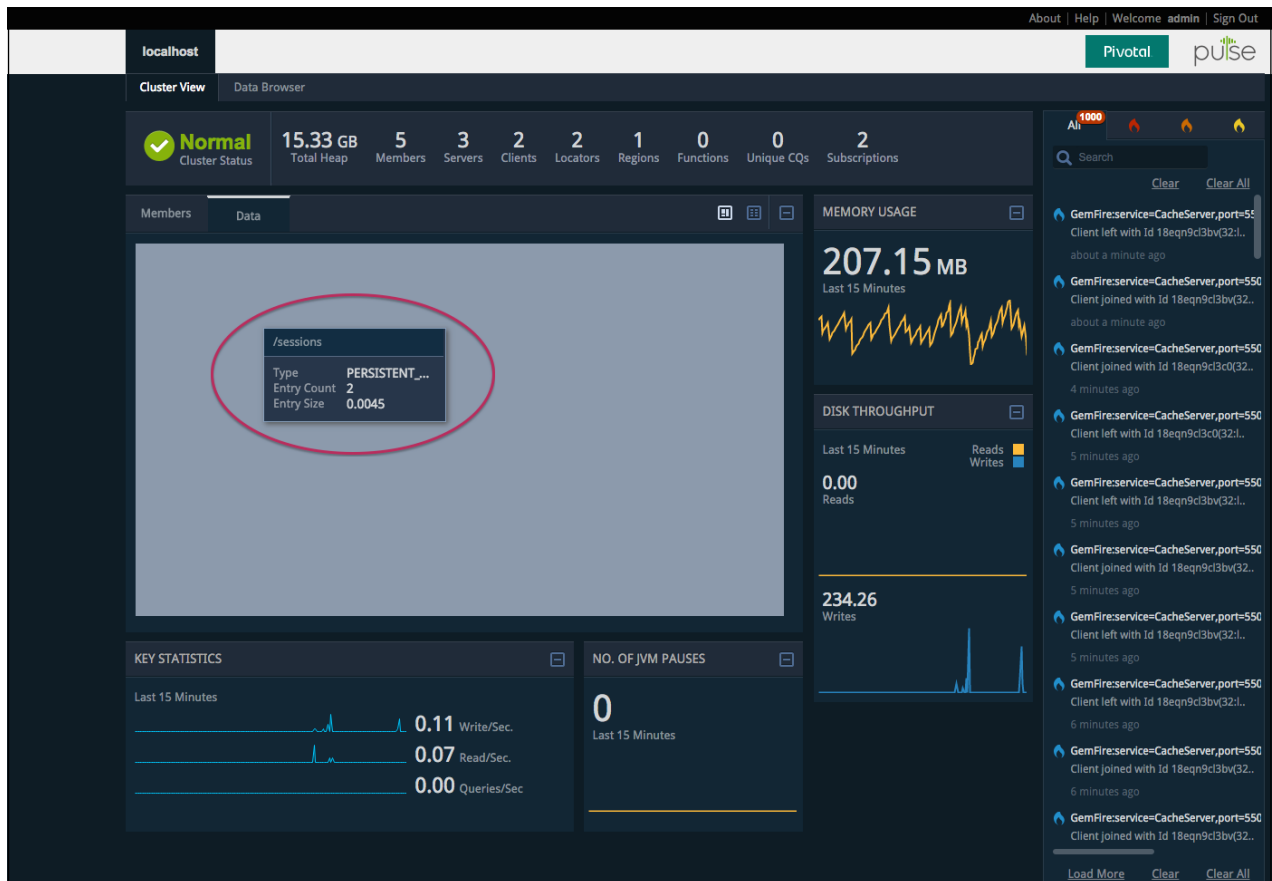 About | Help | Welcome admin | Sign Out
localhost
Pivotal
pulse
Cluster View
Data Browser
Normal
Cluster Status
15.33 GB
Total Heap
5
Members
3
Servers
2
Clients
2
Locators
1
Regions
0
Functions
0
Unique CQs
2
Subscriptions
Members
Data
/sessions
Type PERSISTENT_...
Entry Count 2
Entry Size 0.0045
MEMORY USAGE
207.15 MB
Last 15 Minutes
DISK THROUGHPUT
Last 15 Minutes
Reads
Writes
0.00
Reads
234.26
Writes
KEY STATISTICS
Last 15 Minutes
0.11 Write/Sec.
0.07 Read/Sec.
0.00 Queries/Sec
NO. OF JVM PAUSES
0
Last 15 Minutes
All
1000
Search
Clear
Clear All
GemFire:service=CacheServer,port=55
Client left with Id 18eqn9cl3bv(32:l..
about a minute ago
GemFire:service=CacheServer,port=550
Client joined with Id 18eqn9cl3bv(32..
about a minute ago
GemFire:service=CacheServer,port=550
Client joined with Id 18eqn9cl3c0(32..
4 minutes ago
GemFire:service=CacheServer,port=550
Client left with Id 18eqn9cl3c0(32:l..
5 minutes ago
GemFire:service=CacheServer,port=550
Client left with Id 18eqn9cl3bv(32:l..
5 minutes ago
GemFire:service=CacheServer,port=550
Client joined with Id 18eqn9cl3bv(32..
5 minutes ago
GemFire:service=CacheServer,port=550
Client left with Id 18eqn9cl3bv(32:l..
5 minutes ago
GemFire:service=CacheServer,port=550
Client left with Id 18eqn9cl3bv(32:l..
6 minutes ago
GemFire:service=CacheServer,port=550
Client joined with Id 18eqn9cl3bv(32..
6 minutes ago
GemFire:service=CacheServer,port=550
Client joined with Id 18eqn9cl3bv(32..
Load More
Clear
Clear All